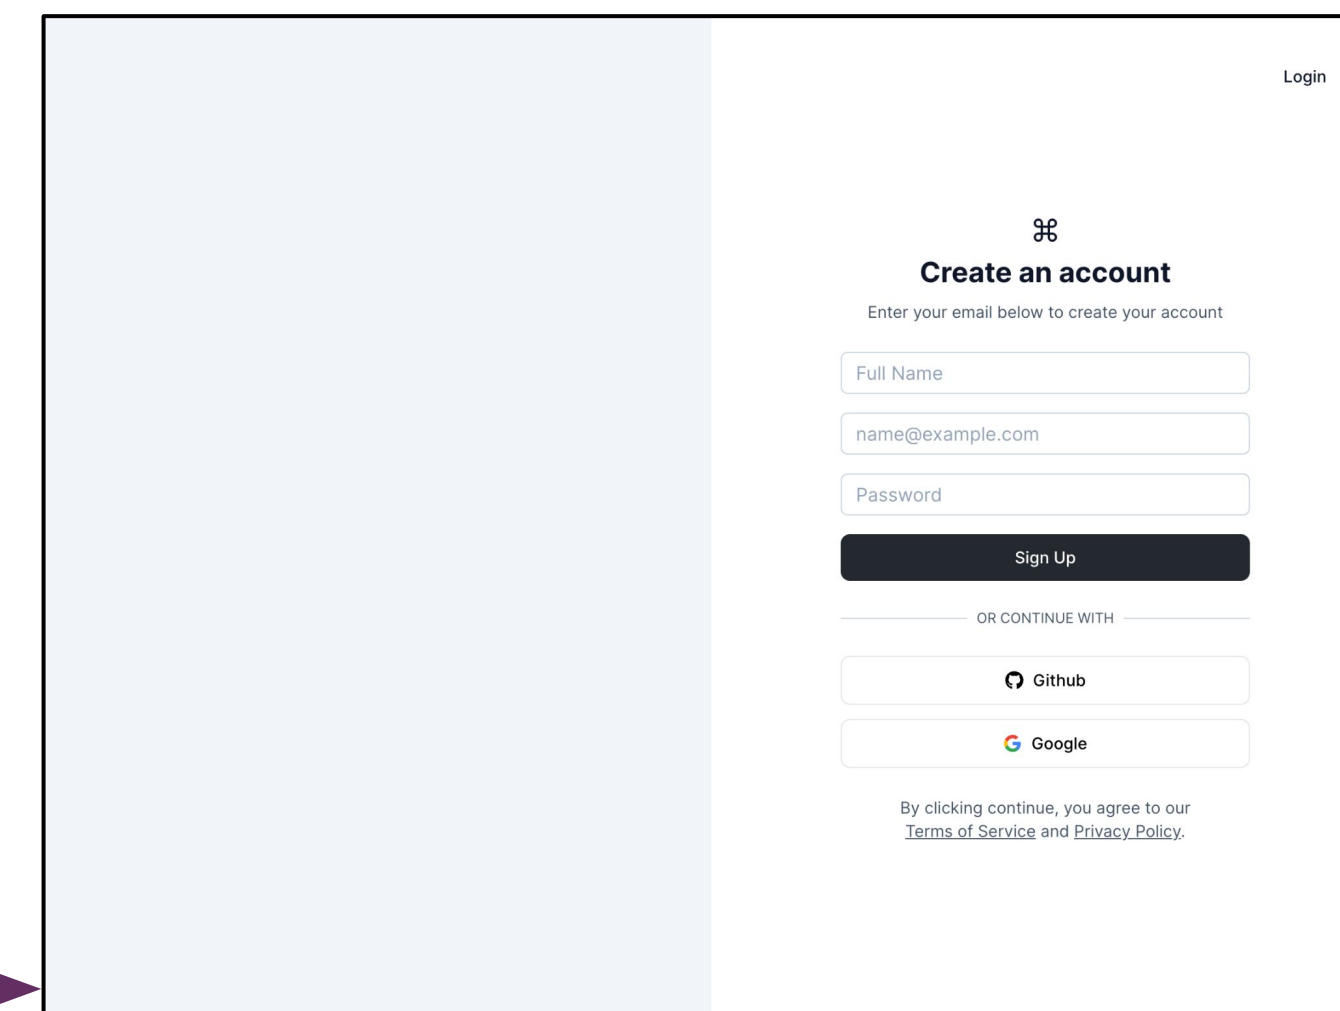 Login
⌘
Create an account
Enter your email below to create your account
Full Name
name@example.com
Password
Sign Up
OR CONTINUE WITH
Github
Google
By clicking continue, you agree to our
Terms of Service and Privacy Policy.